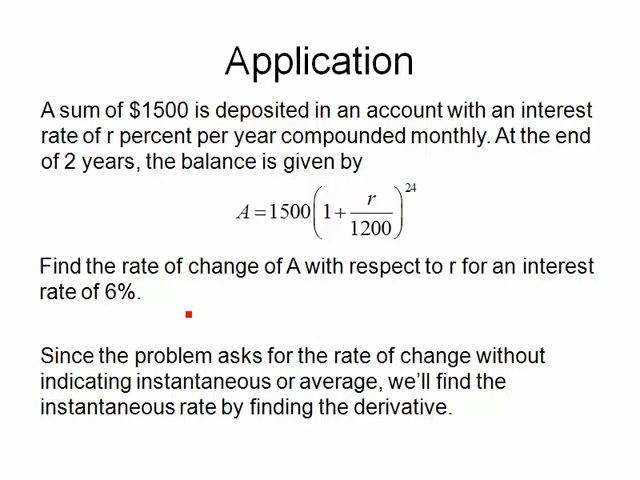 Application
A sum of $1500 is deposited in an account with an interest
rate of r percent per year compounded monthly. At the end
of 2 years, the balance is given by
A = 1500(1 + r/1200)^24
Find the rate of change of A with respect to r for an interest
rate of 6%.
Since the problem asks for the rate of change without
indicating instantaneous or average, we'll find the
instantaneous rate by finding the derivative.